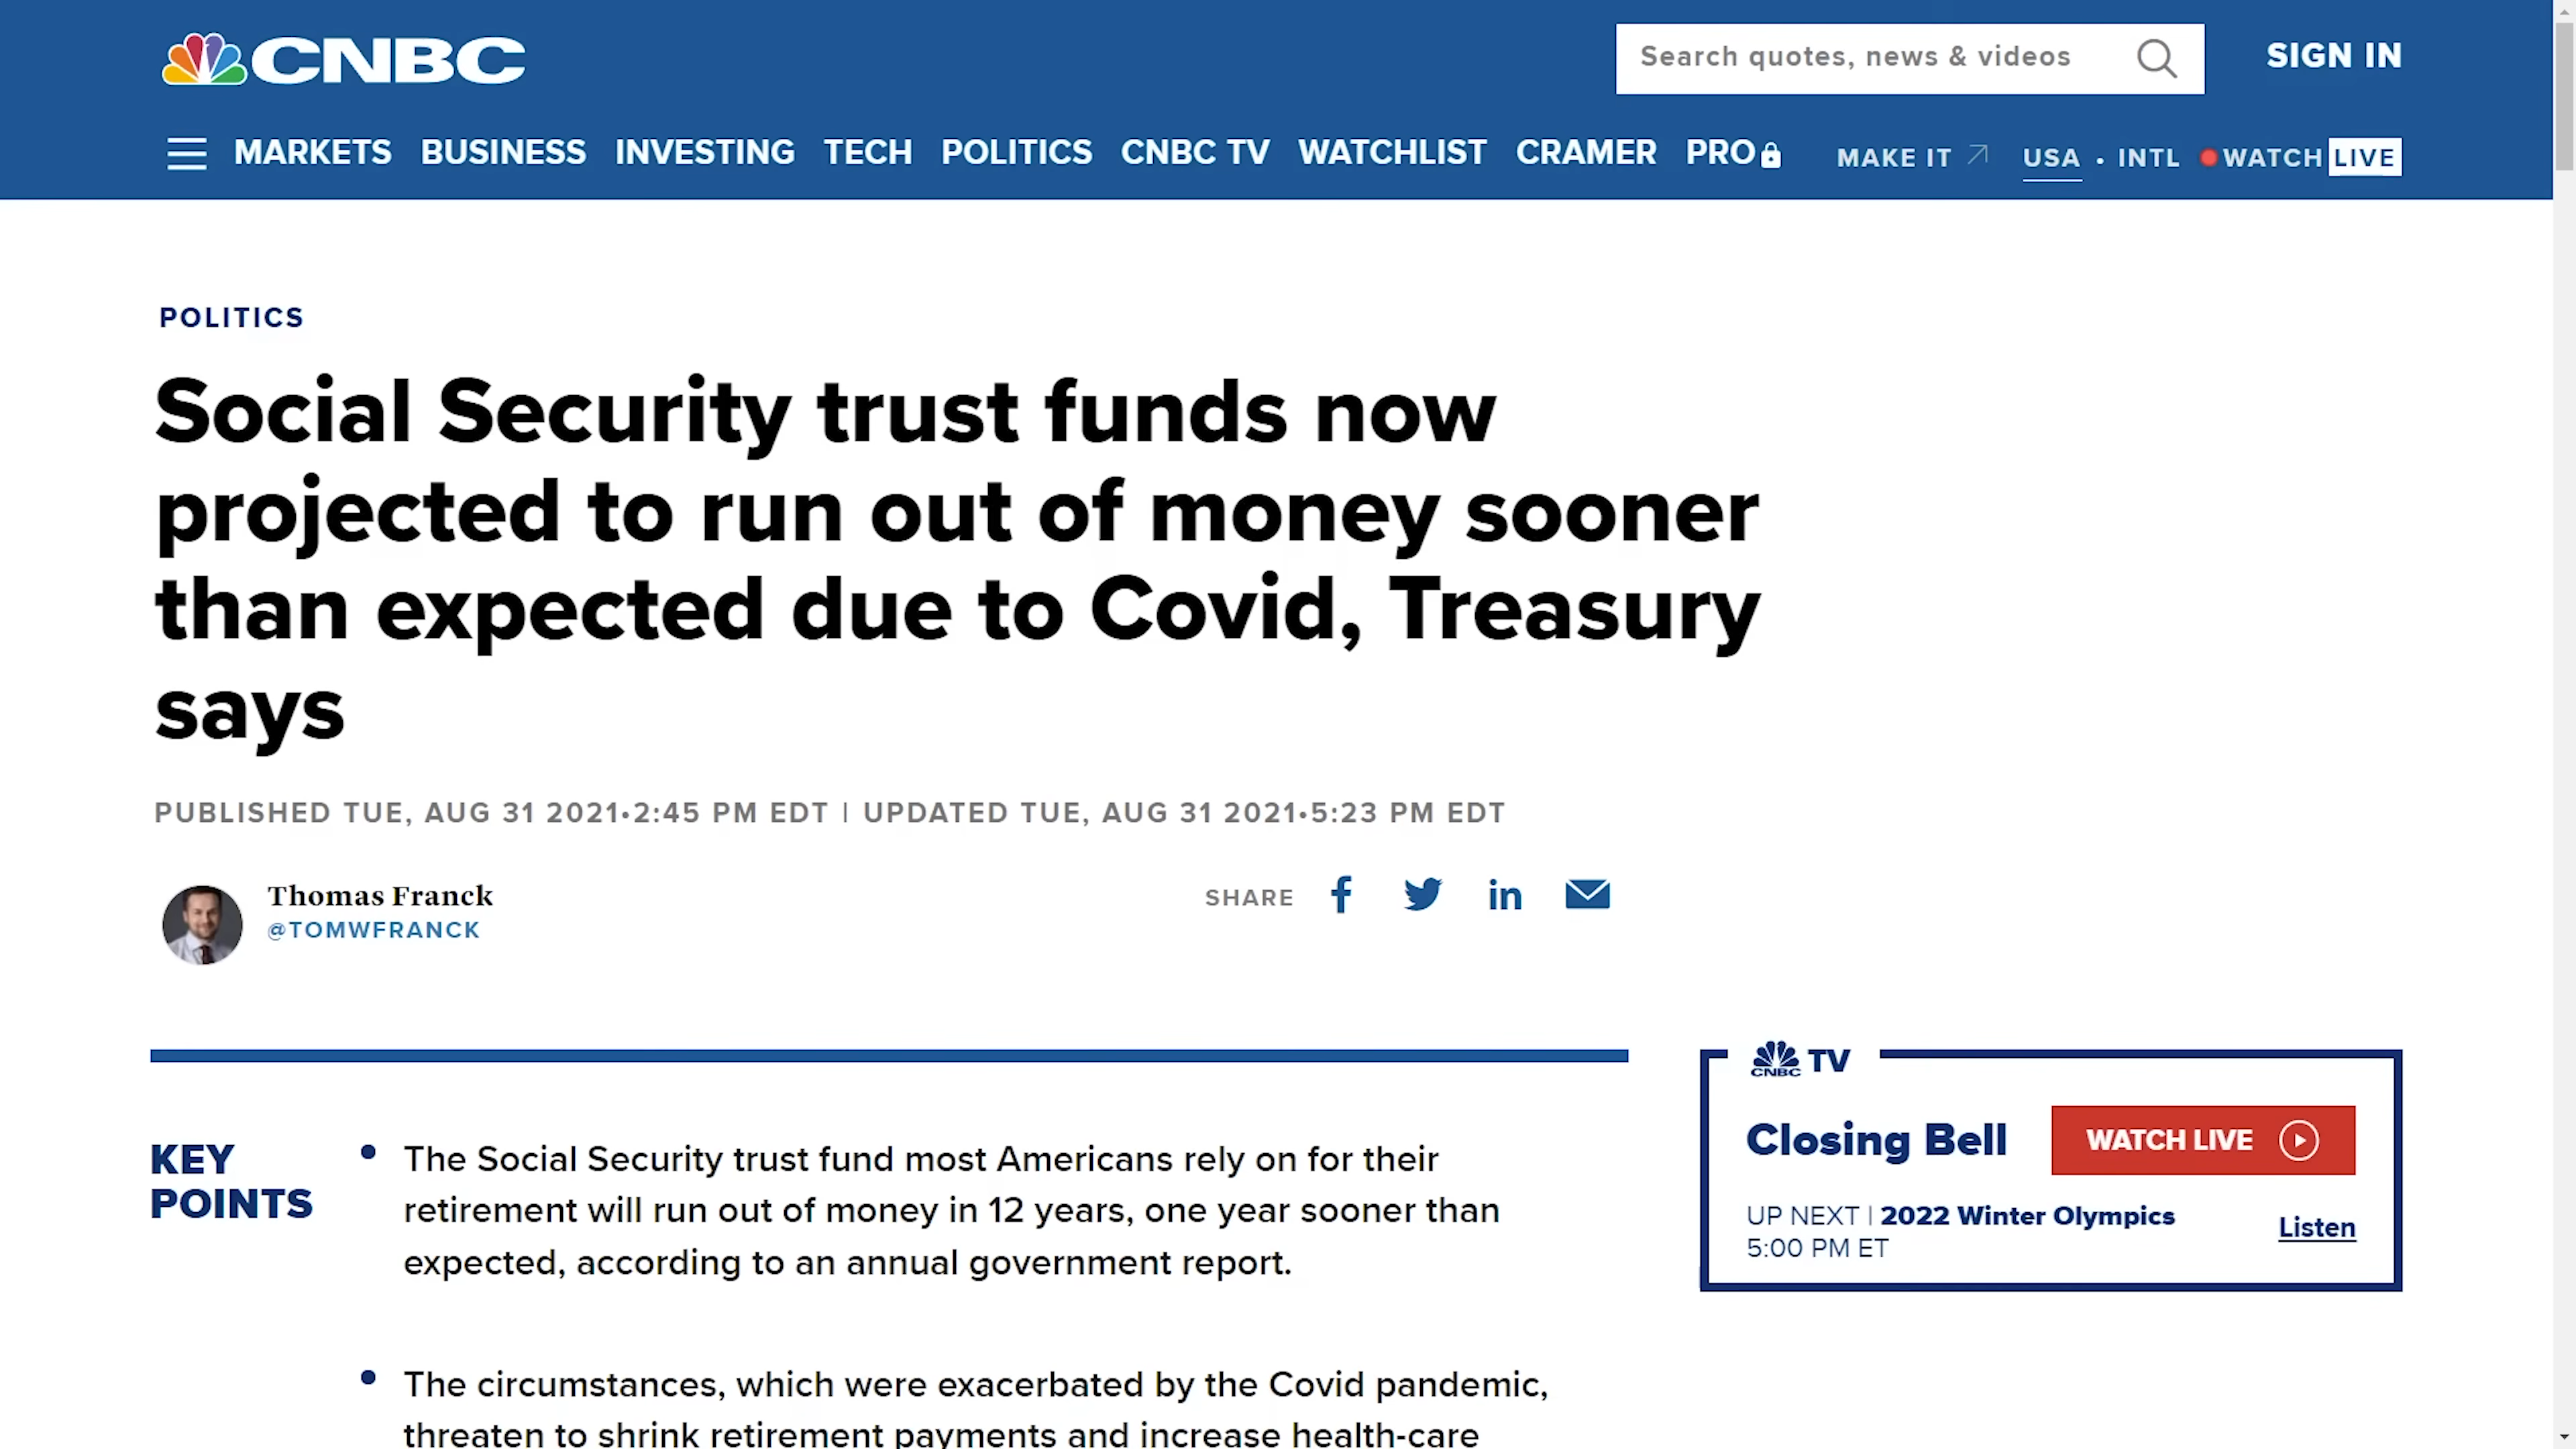 CNBC
Search quotes, news & videos
SIGN IN
MARKETS BUSINESS INVESTING TECH POLITICS CNBC TV WATCHLIST CRAMER PRO MAKE IT USA • INTL WATCH LIVE
POLITICS
Social Security trust funds now
projected to run out of money sooner
than expected due to Covid, Treasury
says
PUBLISHED TUE, AUG 31 2021•2:45 PM EDT | UPDATED TUE, AUG 31 2021•5:23 PM EDT
Thomas Franck
@TOMWFRANCK
SHARE
KEY
POINTS
• The Social Security trust fund most Americans rely on for their
retirement will run out of money in 12 years, one year sooner than
expected, according to an annual government report.
• The circumstances, which were exacerbated by the Covid pandemic,
threaten to shrink retirement payments and increase health-care
CNBC TV
Closing Bell
WATCH LIVE
UP NEXT | 2022 Winter Olympics
5:00 PM ET
Listen